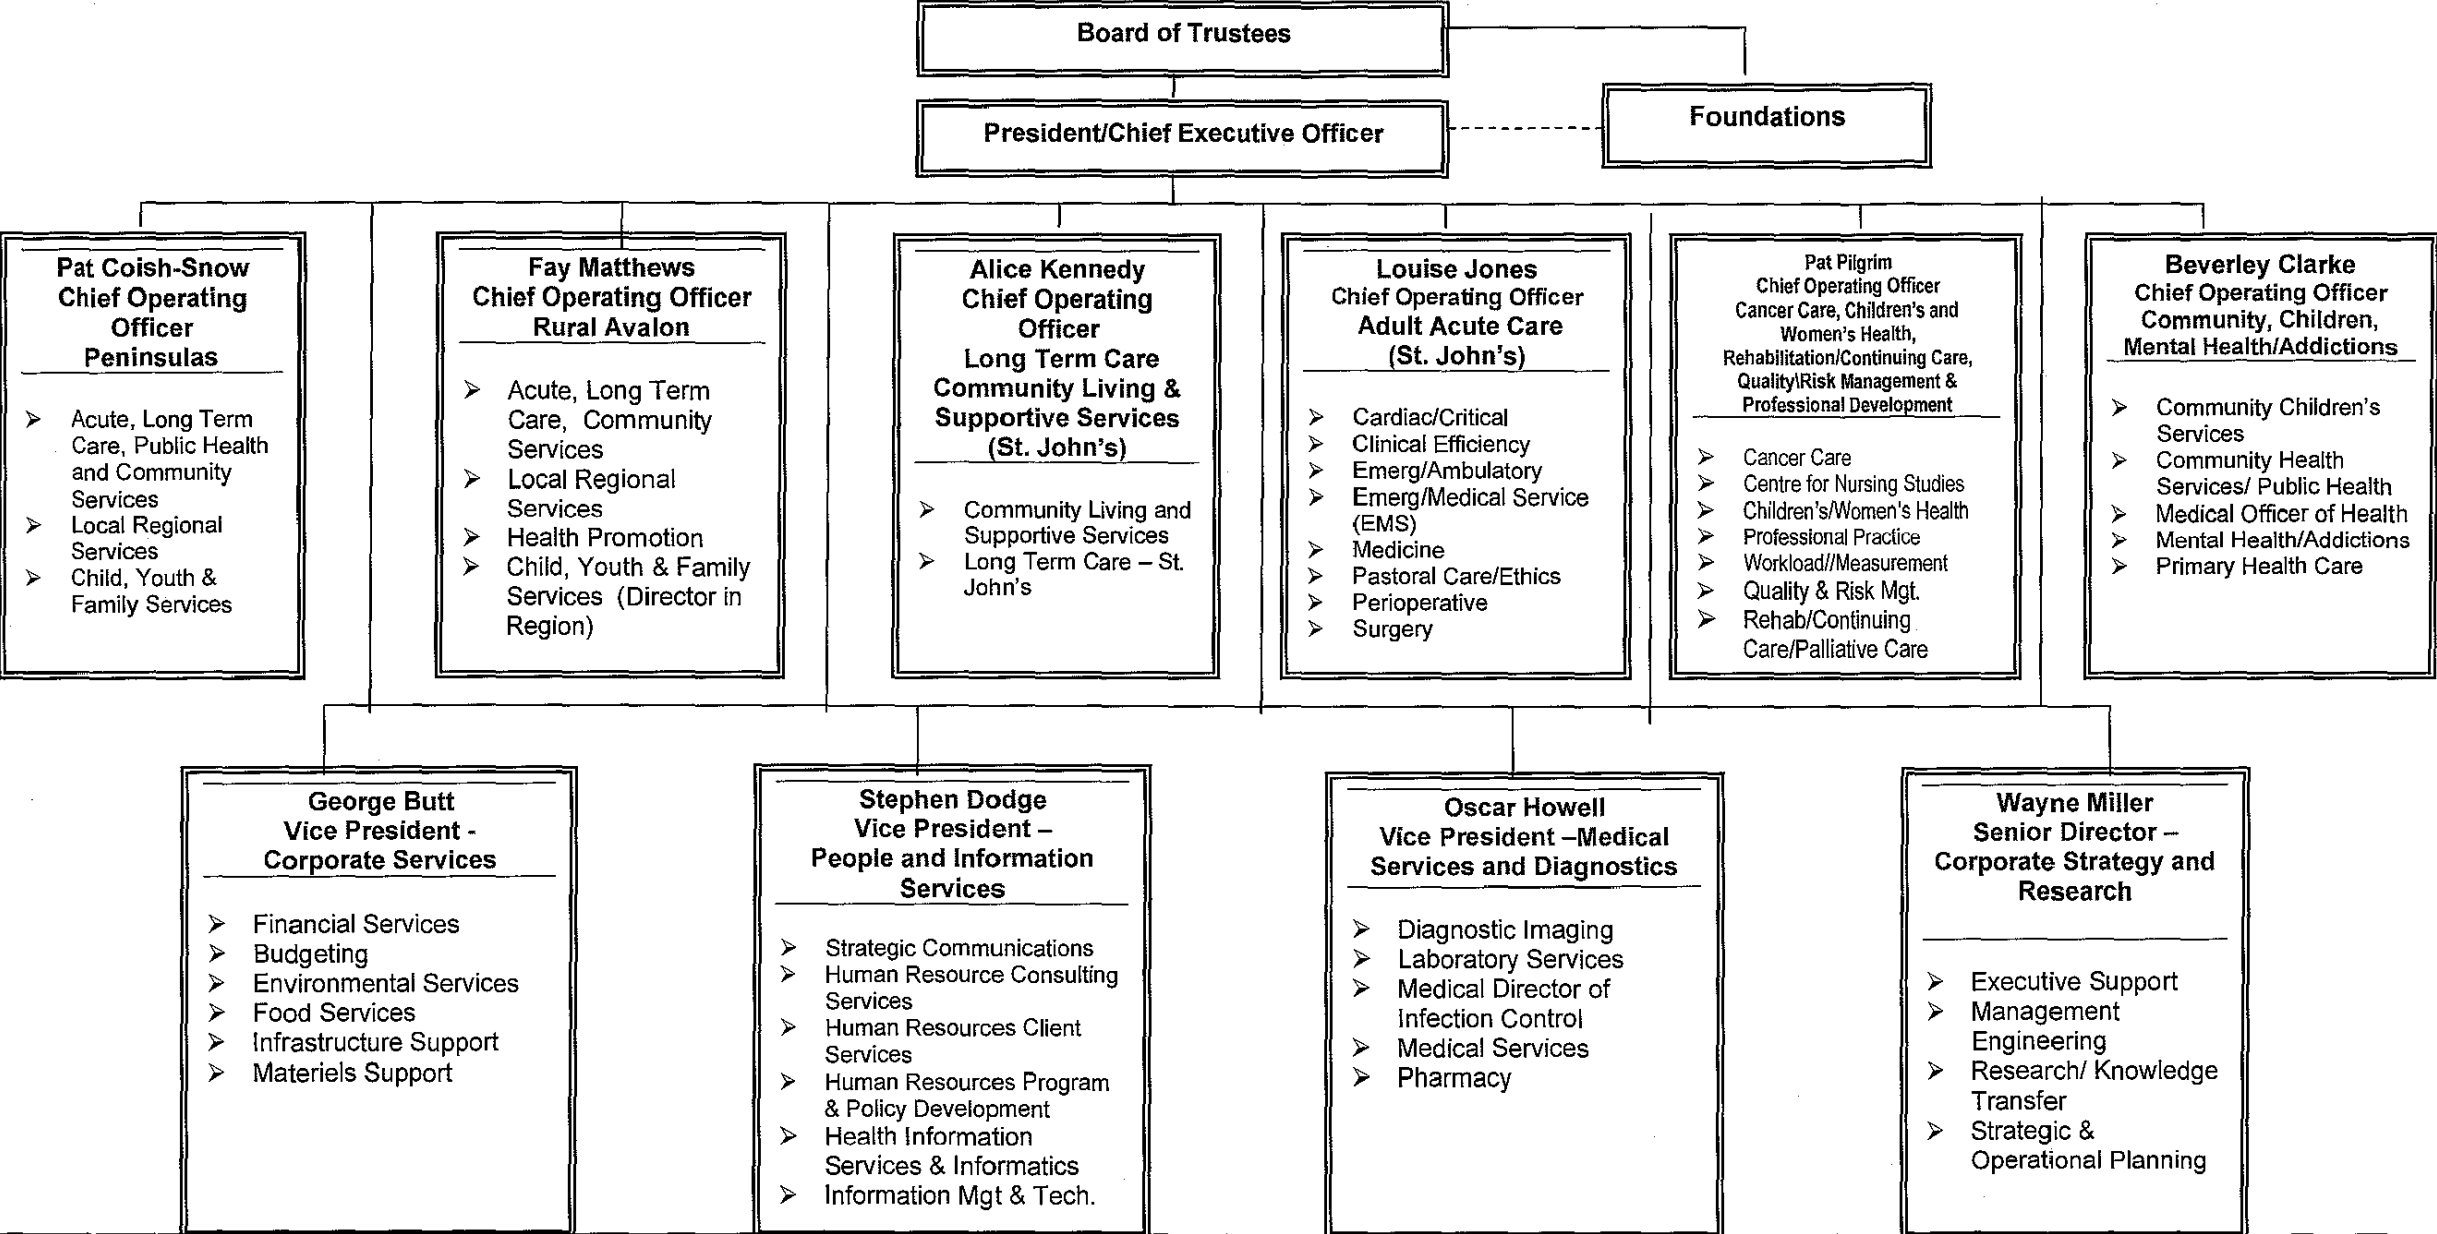 Board of Trustees
Foundations
President/Chief Executive Officer
Pat Coish-Snow
Chief Operating
Officer
Peninsulas
➢ Acute, Long Term
Care, Public Health
and Community
Services
➢ Local Regional
Services
➢ Child, Youth &
Family Services
Fay Matthews
Chief Operating Officer
Rural Avalon
➢ Acute, Long Term
Care, Community
Services
➢ Local Regional
Services
➢ Health Promotion
➢ Child, Youth & Family
Services (Director in
Region)
Alice Kennedy
Chief Operating
Officer
Long Term Care
Community Living &
Supportive Services
(St. John's)
➢ Community Living and
Supportive Services
➢ Long Term Care – St.
John's
Louise Jones
Chief Operating Officer
Adult Acute Care
(St. John's)
➢ Cardiac/Critical
➢ Clinical Efficiency
➢ Emerg/Ambulatory
➢ Emerg/Medical Service
(EMS)
➢ Medicine
➢ Pastoral Care/Ethics
➢ Perioperative
➢ Surgery
Pat Pilgrim
Chief Operating Officer
Cancer Care, Children's and
Women's Health,
Rehabilitation/Continuing Care,
Quality\Risk Management &
Professional Development
➢ Cancer Care
➢ Centre for Nursing Studies
➢ Children's/Women's Health
➢ Professional Practice
➢ Workload//Measurement
➢ Quality & Risk Mgt.
➢ Rehab/Continuing
Care/Palliative Care
Beverley Clarke
Chief Operating Officer
Community, Children,
Mental Health/Addictions
➢ Community Children's
Services
➢ Community Health
Services/ Public Health
➢ Medical Officer of Health
➢ Mental Health/Addictions
➢ Primary Health Care
George Butt
Vice President -
Corporate Services
➢ Financial Services
➢ Budgeting
➢ Environmental Services
➢ Food Services
➢ Infrastructure Support
➢ Materiels Support
Stephen Dodge
Vice President –
People and Information
Services
➢ Strategic Communications
➢ Human Resource Consulting
Services
➢ Human Resources Client
Services
➢ Human Resources Program
& Policy Development
➢ Health Information
Services & Informatics
➢ Information Mgt & Tech.
Oscar Howell
Vice President –Medical
Services and Diagnostics
➢ Diagnostic Imaging
➢ Laboratory Services
➢ Medical Director of
Infection Control
➢ Medical Services
➢ Pharmacy
Wayne Miller
Senior Director –
Corporate Strategy and
Research
➢ Executive Support
➢ Management
Engineering
➢ Research/ Knowledge
Transfer
➢ Strategic &
Operational Planning